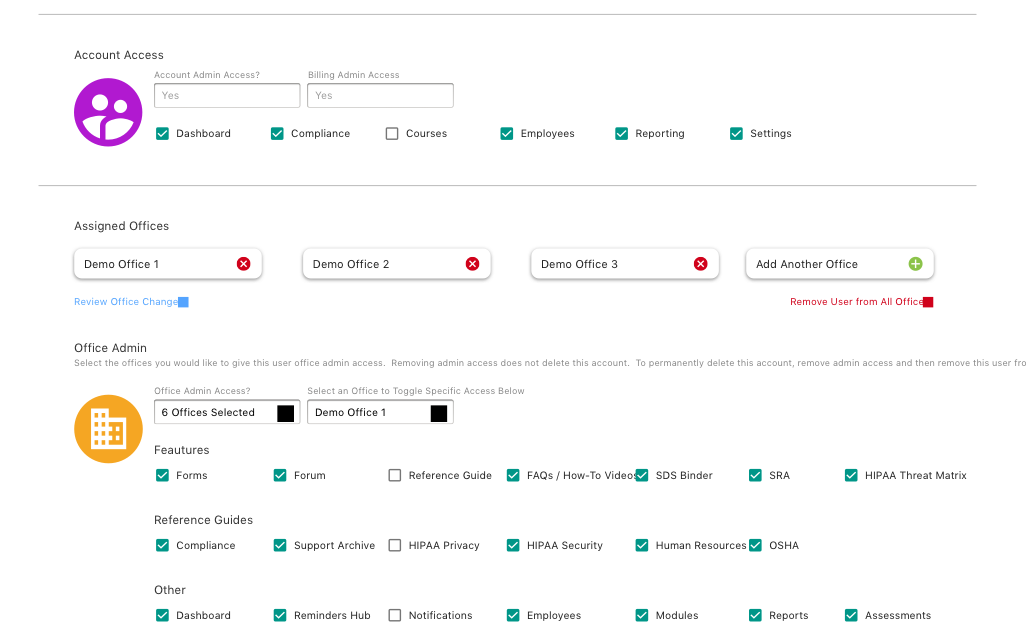 Account Access
Account Admin Access? Billing Admin Access
Yes Yes
Dashboard Compliance Courses Employees Reporting Settings
Assigned Offices
Demo Office 1 Demo Office 2 Demo Office 3 Add Another Office
Review Office Change Remove User from All Office
Office Admin
Select the offices you would like to give this user office admin access. Removing admin access does not delete this account. To permanently delete this account, remove admin access and then remove this user fro
Office Admin Access? Select an Office to Toggle Specific Access Below
6 Offices Selected Demo Office 1
Feautures
Forms Forum Reference Guide FAQs / How-To Videos SDS Binder SRA HIPAA Threat Matrix
Reference Guides
Compliance Support Archive HIPAA Privacy HIPAA Security Human Resources OSHA
Other
Dashboard Reminders Hub Notifications Employees Modules Reports Assessments